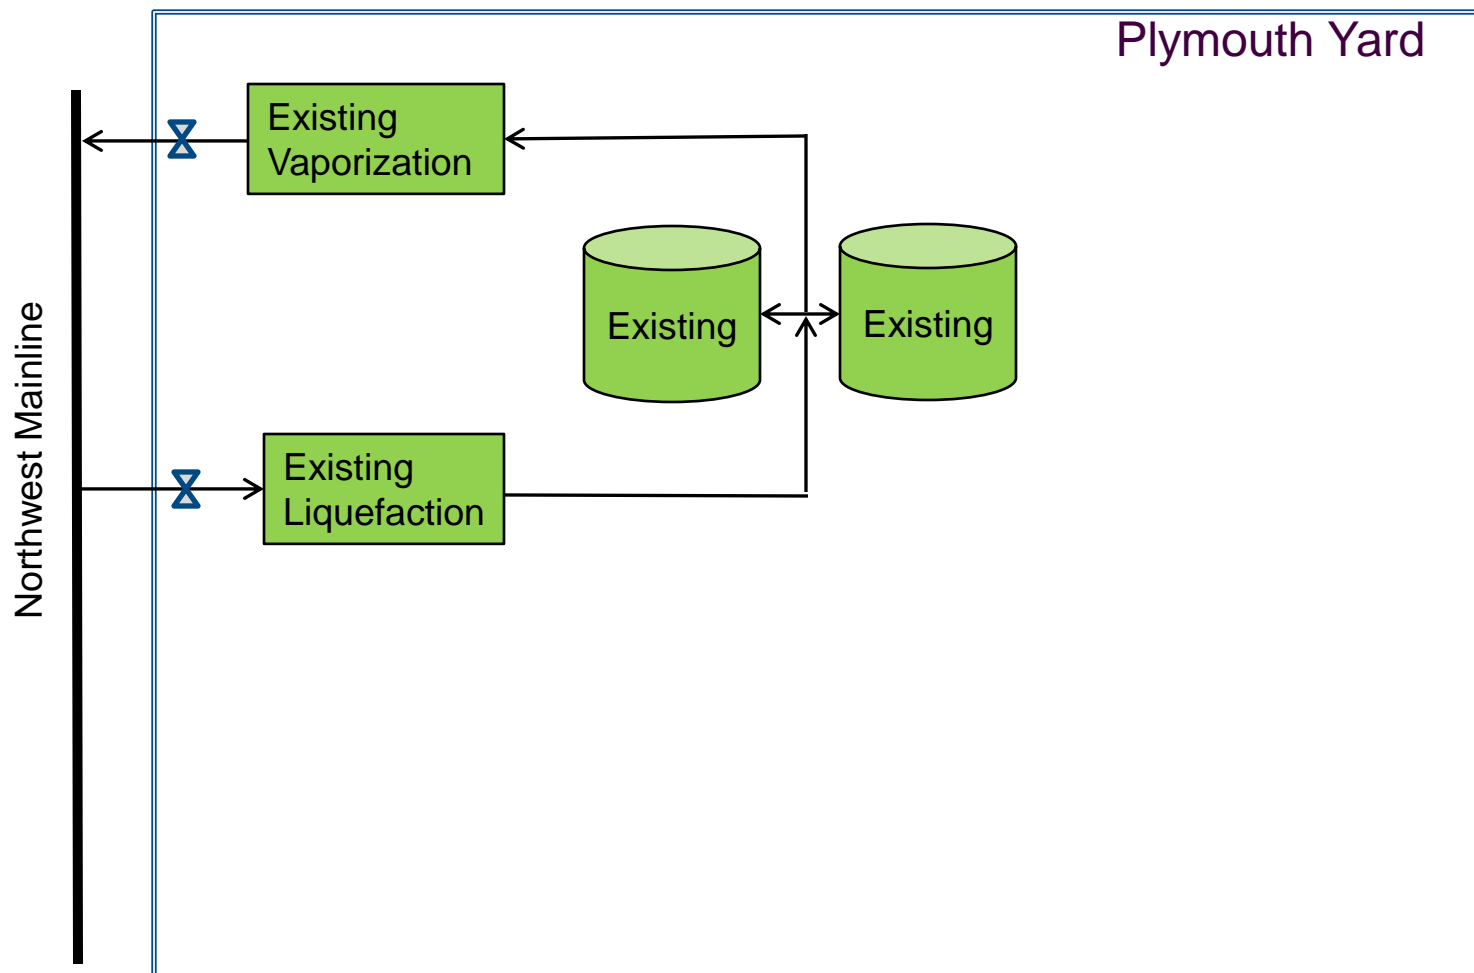 Plymouth Yard
Existing
Vaporization
Existing
Existing
Northwest Mainline
Existing
Liquefaction